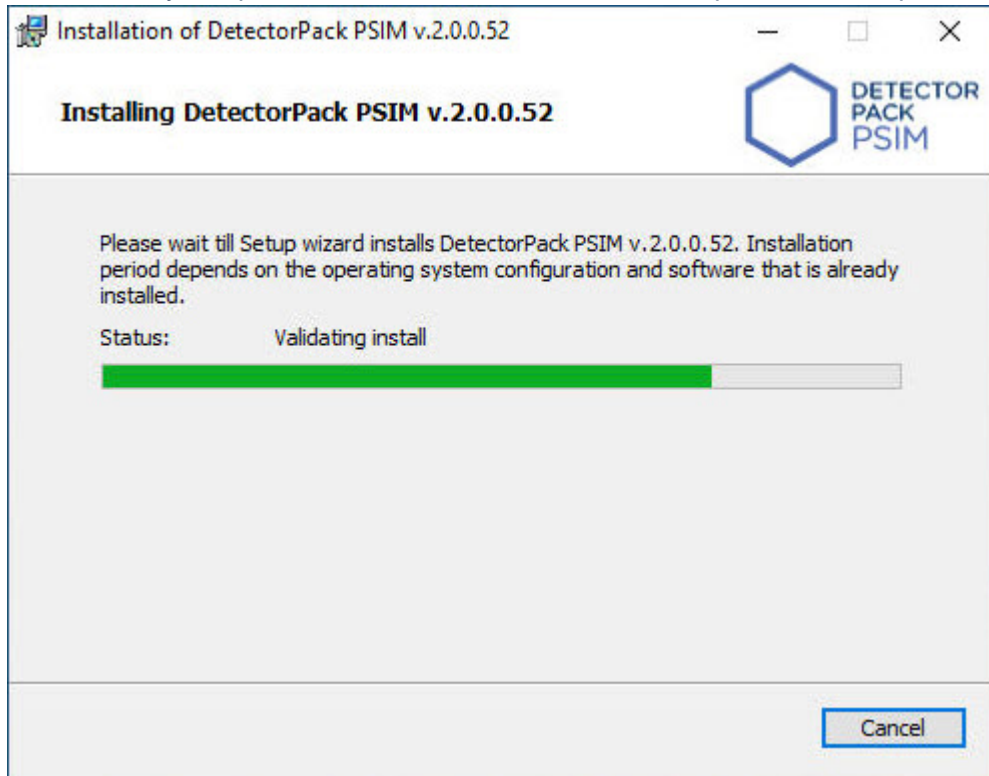 Installation of DetectorPack PSIM v.2.0.0.52
Installing DetectorPack PSIM v.2.0.0.52
DETECTOR
PACK
PSIM
Please wait till Setup wizard installs DetectorPack PSIM v.2.0.0.52. Installation
period depends on the operating system configuration and software that is already
installed.
Status: Validating install
Cancel